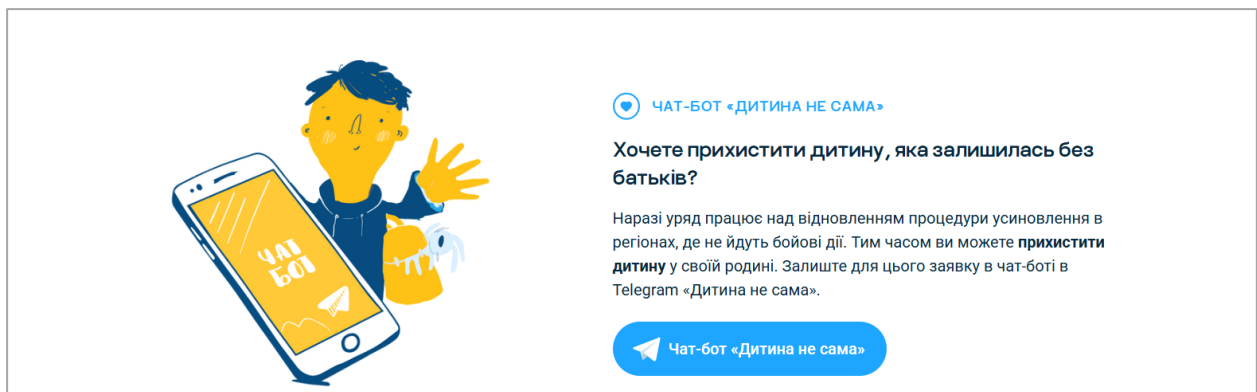 ЧАТ
БОТ
ЧАТ-БОТ «ДИТИНА НЕ САМА»
Хочете прихистити дитину, яка залишилась без
батьків?
Наразі уряд працює над відновленням процедури усиновлення в
регіонах, де не йдуть бойові дії. Тим часом ви можете прихистити
дитину у своїй родині. Залиште для цього заявку в чат-боті в
Telegram «Дитина не сама».
Чат-бот «Дитина не сама»